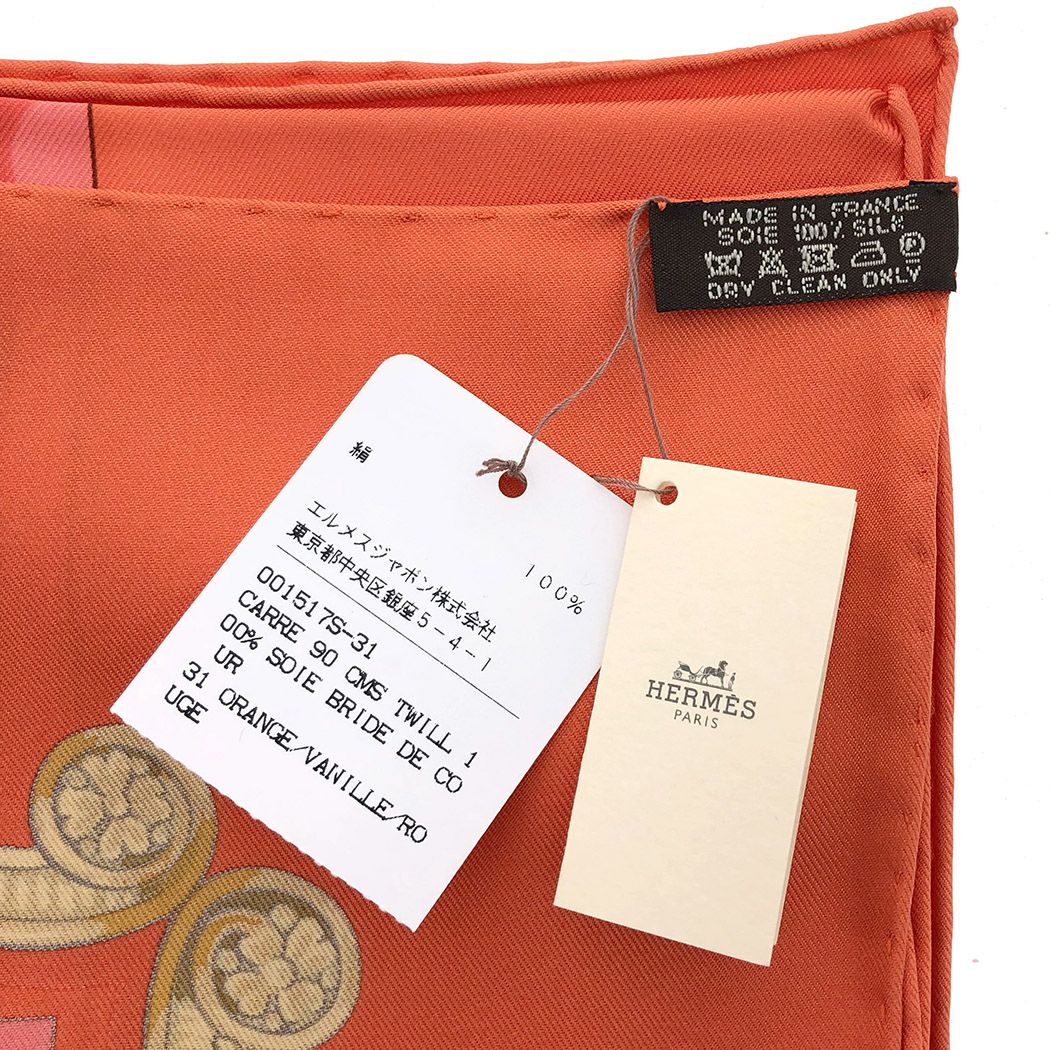 MADE IN FRANCE
SOIE 100% SILK
P
DRY CLEAN ONLY
絹
100%
エルメスジャポン株式会社
東京都中央区銀座5-4-1
001517S-31
CARRE 90 CMS TWILL 1
00% SOIE BRIDE DE CO
UR
31 ORANGE/VANILLE/RO
UGE
HERMÈS
PARIS